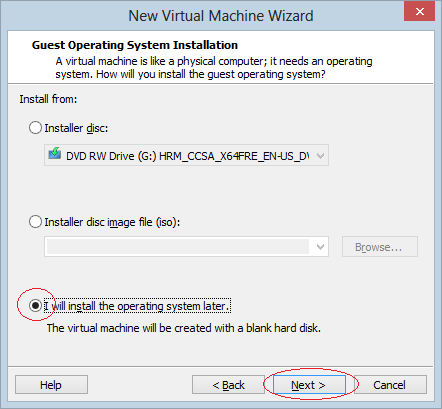 New Virtual Machine Wizard
Guest Operating System Installation
A virtual machine is like a physical computer; it needs an operating
system. How will you install the guest operating system?
Install from:
Installer disc:
DVD RW Drive (G:) HRM_CCSA_X64FRE_EN-US_DV
Installer disc image file (iso):
Browse...
I will install the operating system later.
The virtual machine will be created with a blank hard disk.
Help
< Back
Next >
Cancel